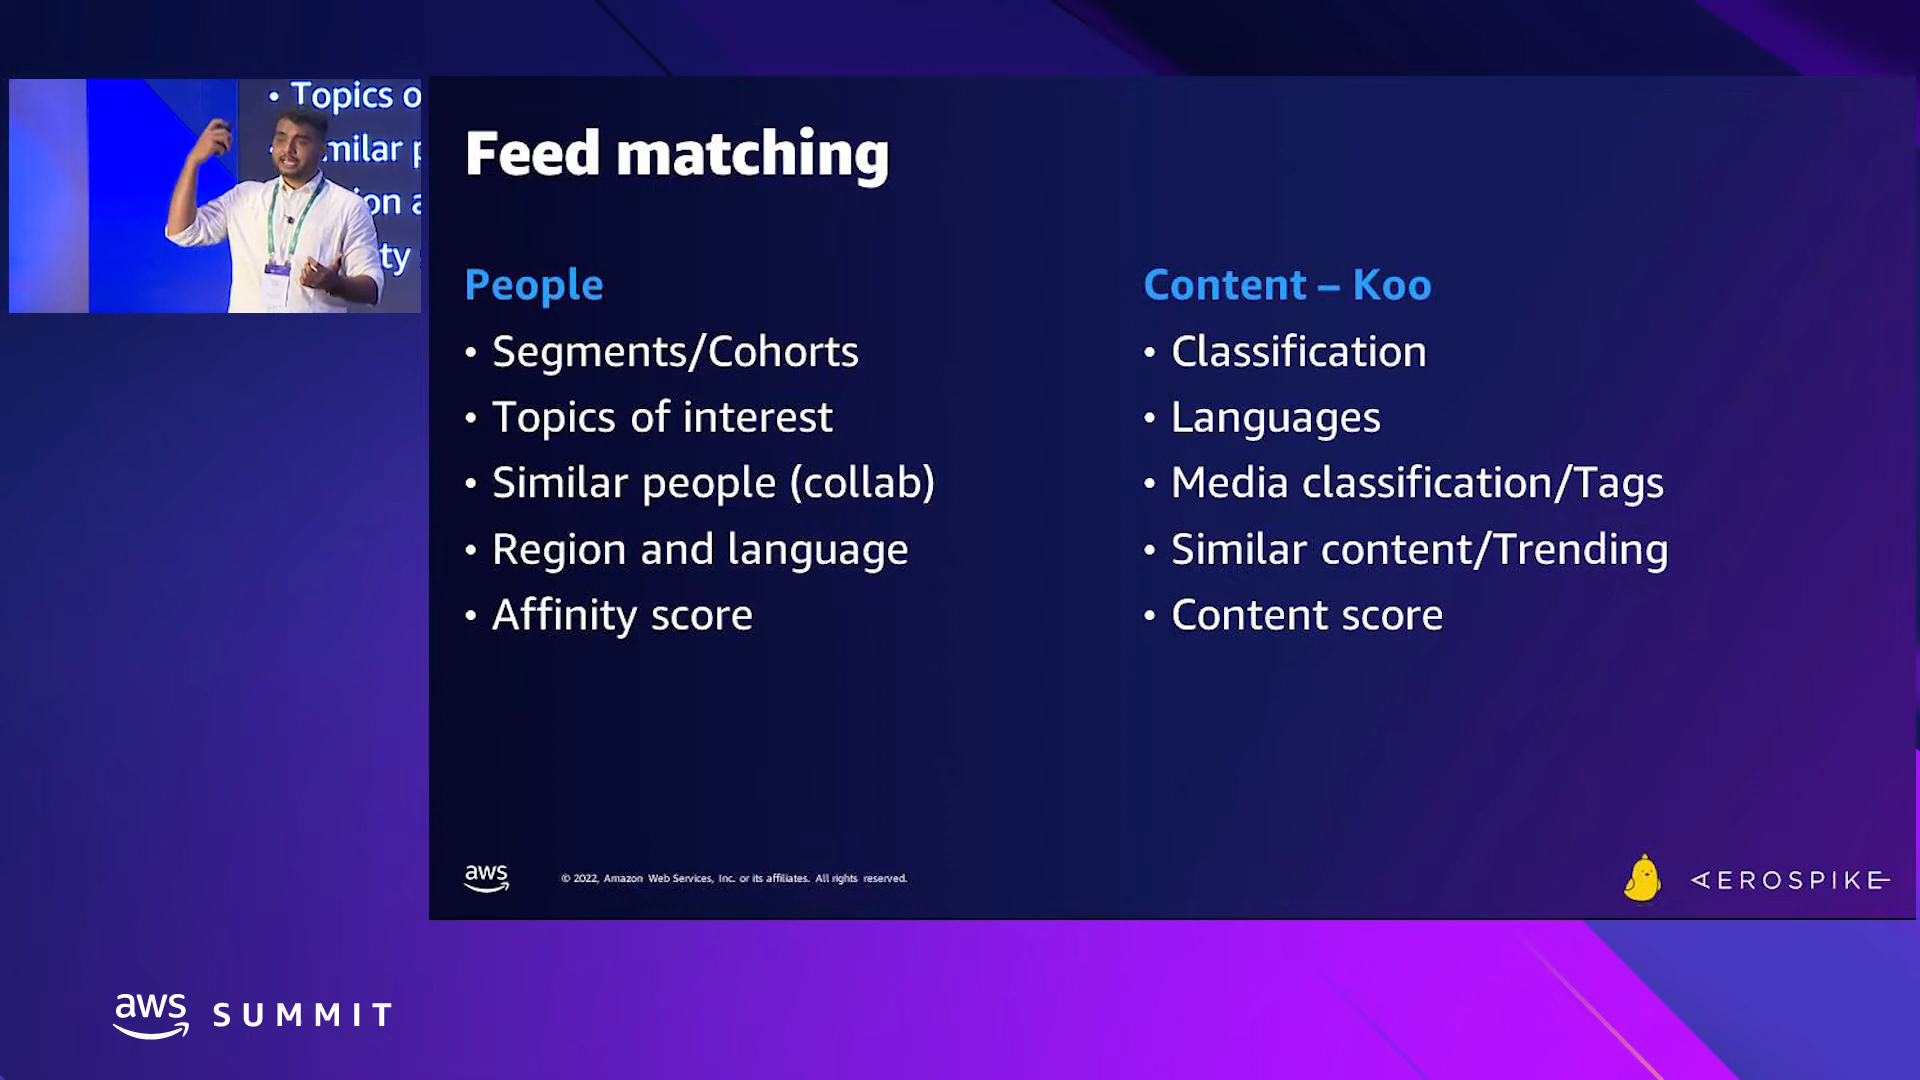 • Topics o
milar p
on a
ty
Feed matching
People
• Segments/Cohorts
• Topics of interest
• Similar people (collab)
• Region and language
• Affinity score
Content – Koo
• Classification
• Languages
• Media classification/Tags
• Similar content/Trending
• Content score
aws
© 2022, Amazon Web Services, Inc. or its affiliates. All rights reserved.
AEROSPIKE
aws SUMMIT